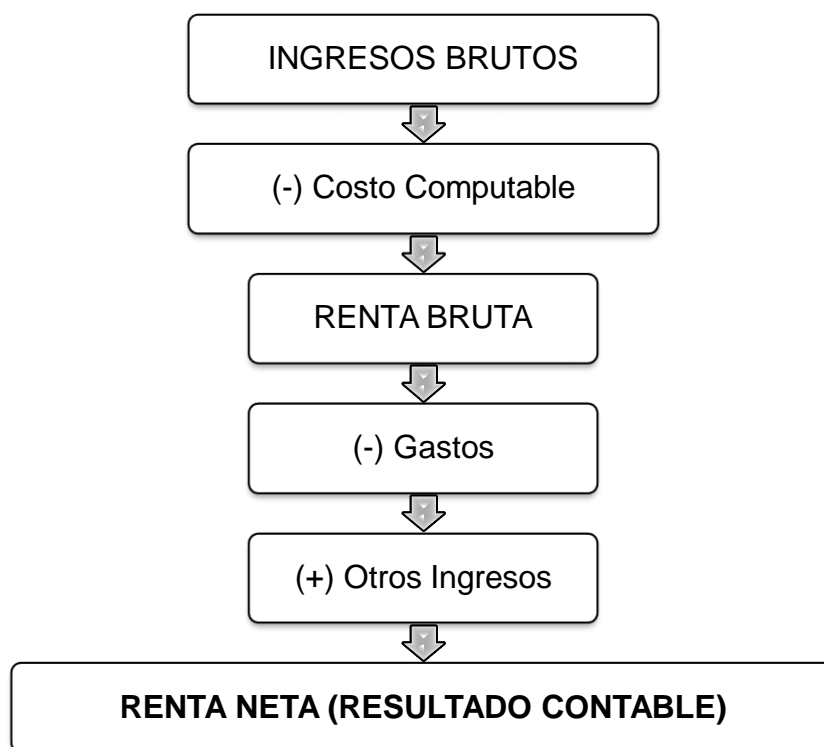 INGRESOS BRUTOS
(-) Costo Computable
RENTA BRUTA
(-) Gastos
(+) Otros Ingresos
RENTA NETA (RESULTADO CONTABLE)